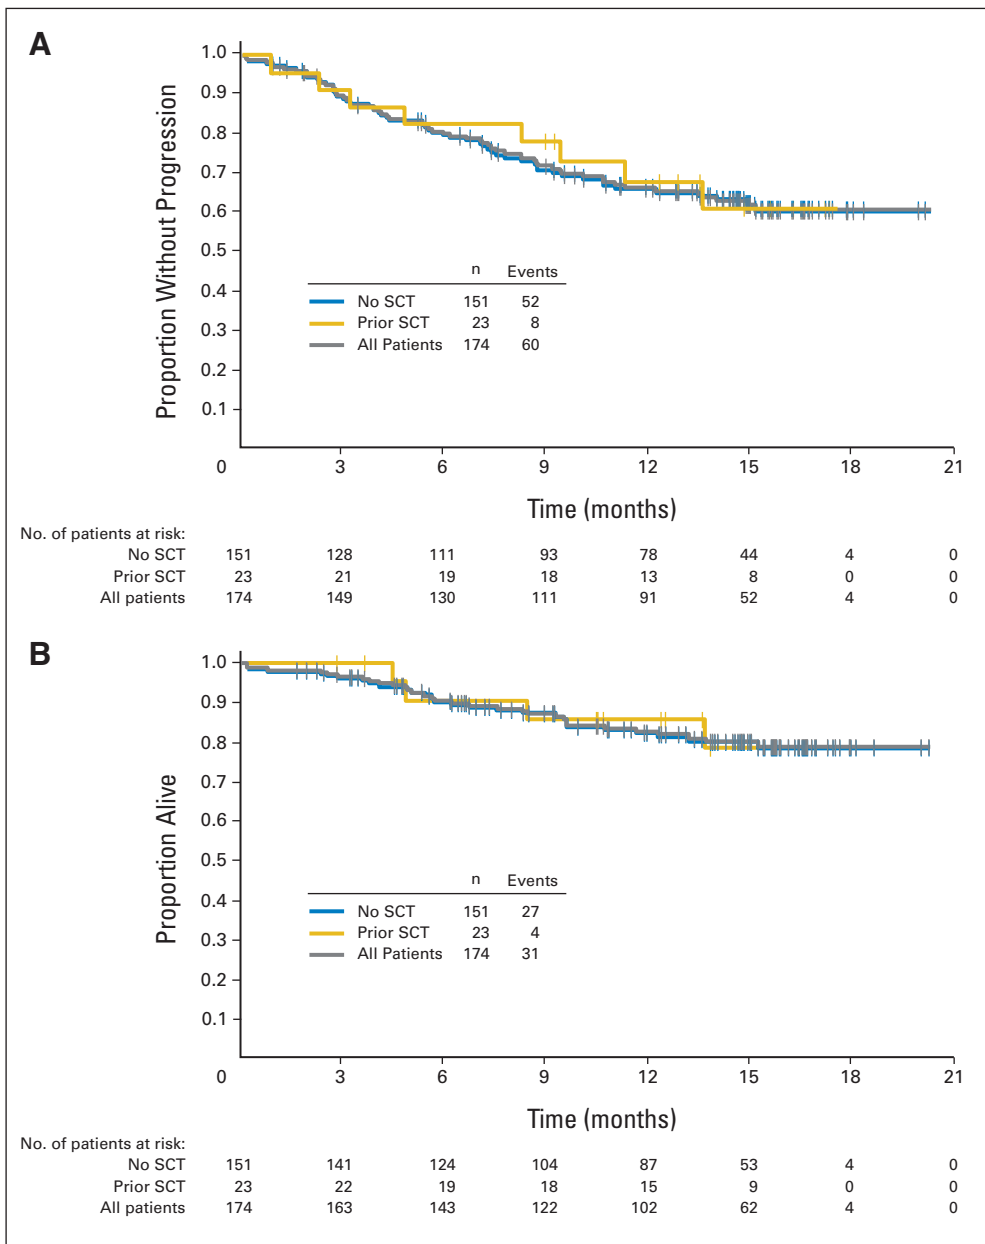 A
Proportion Without Progression
1.0
0.9
0.8
0.7
0.6
0.5
0.4
0.3
0.2
0.1
n Events
No SCT 151 52
Prior SCT 23 8
All Patients 174 60
0 3 6 9 12 15 18 21
Time (months)
No. of patients at risk:
No SCT 151 128 111 93 78 44 4 0
Prior SCT 23 21 19 18 13 8 0 0
All patients 174 149 130 111 91 52 4 0
B
Proportion Alive
1.0
0.9
0.8
0.7
0.6
0.5
0.4
0.3
0.2
0.1
n Events
No SCT 151 27
Prior SCT 23 4
All Patients 174 31
0 3 6 9 12 15 18 21
Time (months)
No. of patients at risk:
No SCT 151 141 124 104 87 53 4 0
Prior SCT 23 22 19 18 15 9 0 0
All patients 174 163 143 122 102 62 4 0